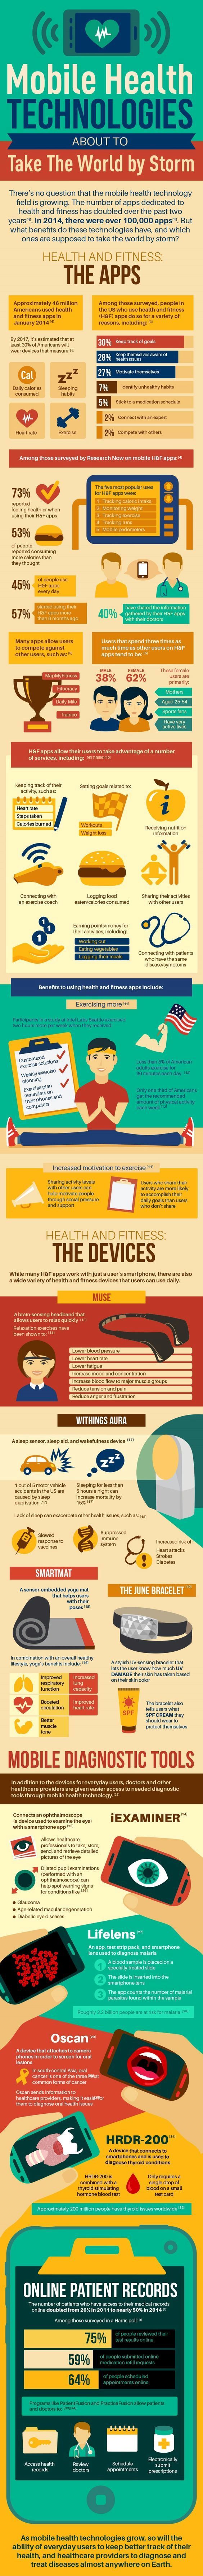 Mobile Health
TECHNOLOGIES
ABOUT TO
Take The World by Storm
There's no question that the mobile health technology
field is growing. The number of apps dedicated to
health and fitness has doubled over the past two
years. In 2014, there were over 100,000 apps. But
what benefits do these technologies have, and which
ones are supposed to take the world by storm?
HEALTH AND FITNESS:
THE APPS
Approximately 46 million
Americans used health
and fitness apps in
January 2014
By 2017, it's estimated that at
least 30% of Americans will
wear devices that measure:
Cal
Daily calories
consumed
zzZ
Sleeping
habits
Heart rate
Exercise
Among those surveyed, people in
the US who use health and fitness
(H&F) apps do so for a variety of
reasons, including:
30% Keep track of goals
28% Keep themselves aware of
health issues
27% Motivate themselves
7% Identify unhealthy habits
5% Stick to a medication schedule
2% Connect with an expert
2% Compete with others
Among those surveyed by Research Now on mobile H&F apps:
73%
reported
feeling healthier when
using their H&F apps
53%
of people
reported consuming
more calories than
they thought
45% of people use
H&F apps
every day
57% started using their
H&F apps more
than 6 months ago
The five most popular uses
for H&F apps were:
1 Tracking calorie intake
2 Monitoring weight
3 Tracking exercise
4 Tracking runs
5 Mobile pedometers
40% have shared the information
gathered by their H&F apps
with their doctors
Many apps allow users
to compete against
other users, such as:
MapMyFitness
Fitocracy
Daily Mile
Users that spend three times as
much time as other users on H&F
apps tend to be:
MALE
38%
FEMALE
62%
These female
users are
primarily:
Mothers
Aged 25-54
Sports fans
Have very
active lives
H&F apps allow their users to take advantage of a number
of services, including:
Keeping track of their
activity, such as:
Heart rate
Steps taken
Calories burned
Setting goals related to:
Workouts
Weight loss
i
Receiving nutrition
information
Connecting with
an exercise coach
Logging food
eaten/calories consumed
Sharing their activities
with other users
1
1
1
Earning points/money for
their activities, including:
Working out
Eating vegetables
Logging their meals
Connecting with patients
who have the same
disease/symptoms
Benefits to using health and fitness apps include:
Exercising more
Customized
exercise solutions
Weekly exercise
planning
Exercise plan
reminders on
their phones and
computers
Less than 5% of American
adults exercise for
30 minutes each day
Only one third of Americans
get the recommended
amount of physical activity
each week
Increased motivation to exercise
Sharing activity levels
with other users can
help motivate people
through social pressure
and support
Users who share their
activity are more likely
to accomplish their
daily goals than users
who don't share
HEALTH AND FITNESS:
THE DEVICES
While many H&F apps work with just a user's smartphone, there are also
a wide variety of health and fitness devices that users can use daily.
MUSE
A brain-sensing headband that
allows users to relax quickly
Relaxation exercises have
been shown to:
Lower blood pressure
Lower heart rate
Lower fatigue
Increase mood and concentration
Increase blood flow to major muscle groups
Reduce tension and pain
Reduce anger and frustration
WITHINGS AURA
A sleep sensor, sleep aid, and wakefulness device
1 out of 5 motor vehicle
accidents in the US are
caused by sleep
deprivation
zzZ
Sleeping for less than
5 hours a night can
increase mortality by
15%
Lack of sleep can exacerbate other health issues, such as:
Slowed
response to
vaccines
Suppressed
immune
system
Increased risk of:
Heart attacks
Strokes
Diabetes
SMARTMAT
A sensor-embedded yoga mat
that helps users
with their
poses
In combination with an overall healthy
lifestyle, yoga's benefits include:
Improved
respiratory
function
Increased
lung
capacity
Boosted
circulation
Improved
heart rate
Better
muscle
tone
THE JUNE BRACELET
A stylish UV sensing bracelet that
lets the user know how much UV
DAMAGE their skin has taken based
on their skin color
SPF
The bracelet also
tells users what
SPF CREAM they
should wear to
protect themselves
MOBILE DIAGNOSTIC TOOLS
In addition to the devices for everyday users, doctors and other
healthcare providers are given easier access to needed diagnostic
tools through mobile health technology.
iEXAMINER
Connects an ophthalmoscope
(a device used to examine the eye)
with a smartphone app
Allows healthcare
professionals to take, store,
send, and retrieve detailed
pictures of the eye
Dilated pupil examinations
(performed with an
ophthalmoscope) can
help spot warning signs
for conditions like:
Glaucoma
Age-related macular degeneration
Diabetic eye diseases
Lifelens
An app, test strip pack, and smartphone
lens used to diagnose malaria
1 A blood sample is placed on a
specially treated slide
2 The slide is inserted into the
smartphone lens
3 The app counts the number of malarial
parasites found within the sample
Roughly 3.2 billion people are at risk for malaria
Oscan
A device that attaches to camera
phones in order to screen for oral
lesions
In south central Asia, oral
cancer is one of the three most
common forms of cancer
Oscan sends information to
healthcare providers, making it easier for
them to diagnose oral health issues
HRDR-200
A device that connects to
smartphones and is used to
diagnose thyroid conditions
HRDR-200 is
combined with a
thyroid stimulating
hormone blood test
Only requires a
single drop of
blood on a small
test card
Approximately 200 million people have thyroid issues worldwide
ONLINE PATIENT RECORDS
The number of patients who have access to their medical records
online doubled from 26% in 2011 to nearly 50% in 2014
Among those surveyed in a Harris poll:
75% of people reviewed their
test results online
59% of people submitted online
medication refill requests
64% of people scheduled
appointments online
Programs like PatientFusion and PracticeFusion allow patients
and doctors to:
Access health
records
Review
doctors
Schedule
appointments
Electronically
submit
prescriptions
As mobile health technologies grow, so will the
ability of everyday users to keep better track of their
health, and healthcare providers to diagnose and
treat diseases almost anywhere on Earth.